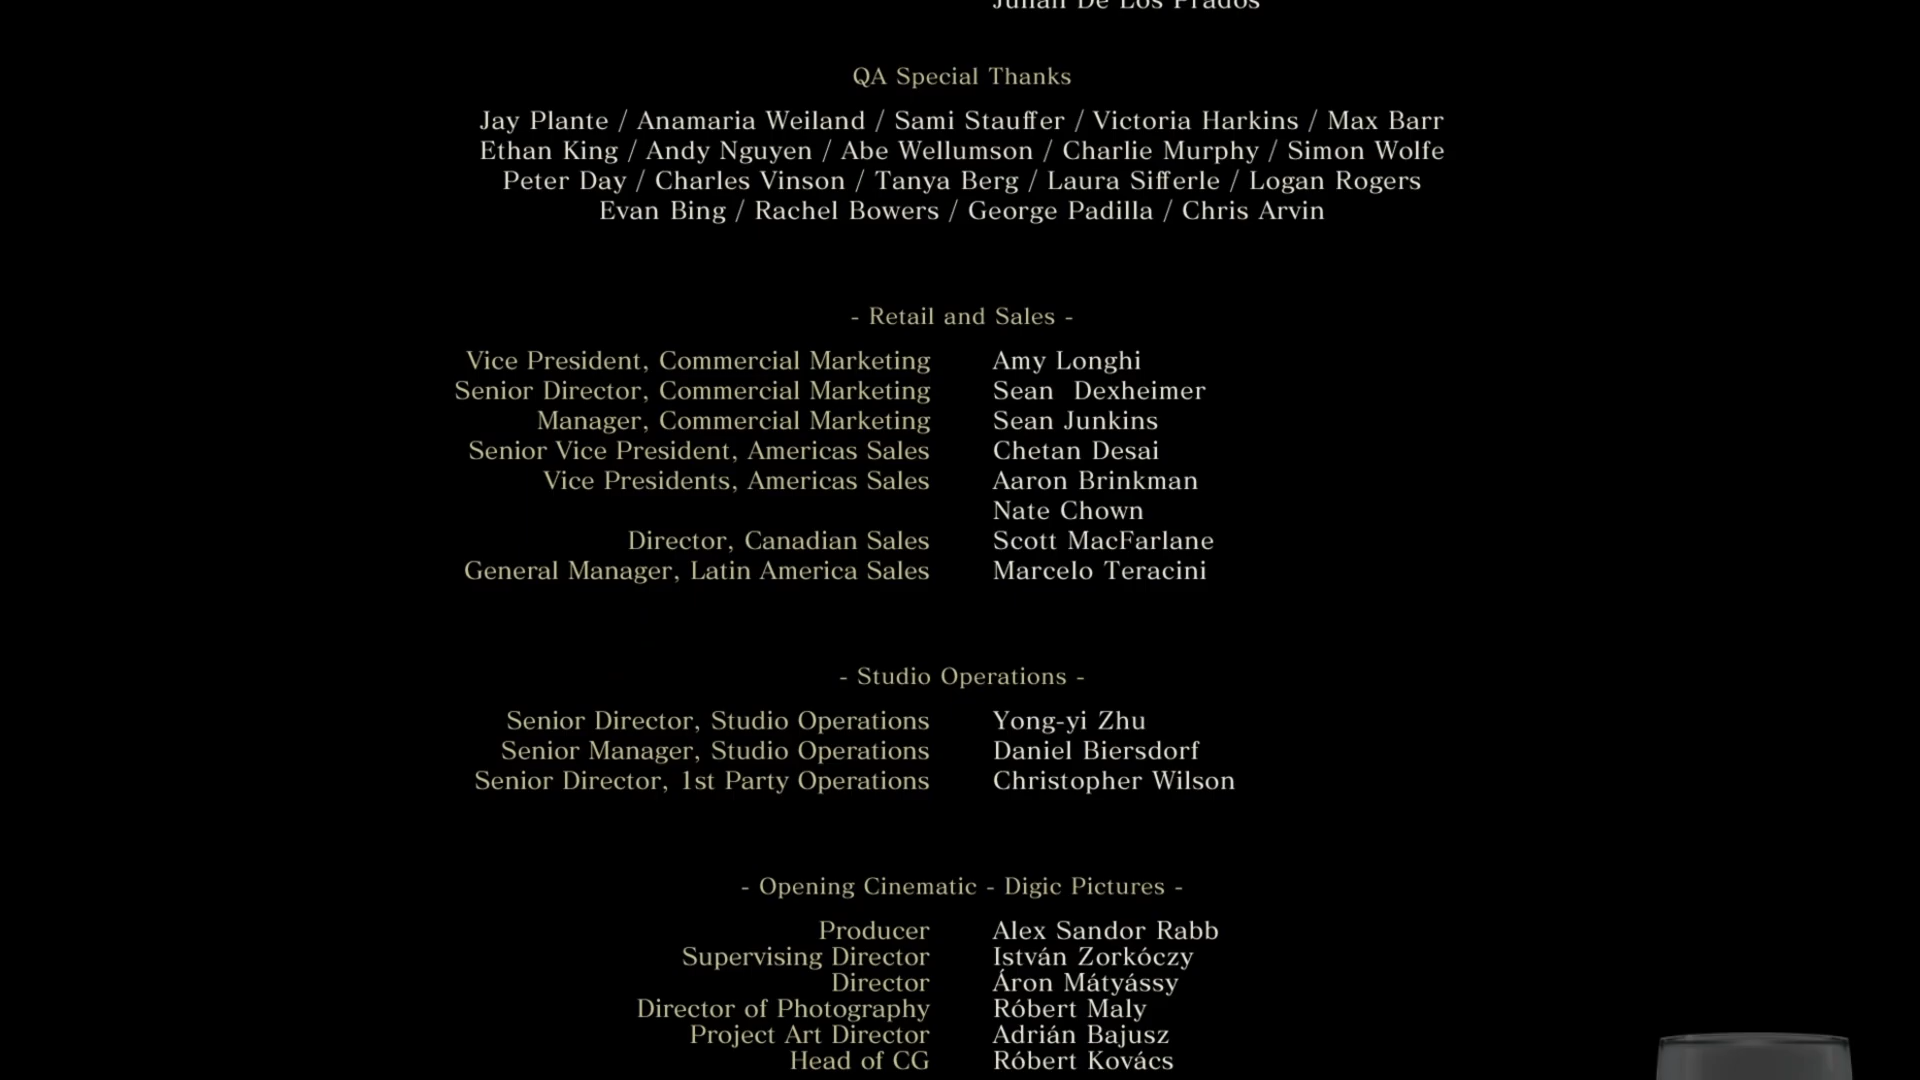 Julian De Los Prados
QA Special Thanks
Jay Plante / Anamaria Weiland / Sami Stauffer / Victoria Harkins / Max Barr
Ethan King / Andy Nguyen / Abe Wellumson / Charlie Murphy / Simon Wolfe
Peter Day / Charles Vinson / Tanya Berg / Laura Sifferle / Logan Rogers
Evan Bing / Rachel Bowers / George Padilla / Chris Arvin
- Retail and Sales -
Vice President, Commercial Marketing Amy Longhi
Senior Director, Commercial Marketing Sean  Dexheimer
Manager, Commercial Marketing Sean Junkins
Senior Vice President, Americas Sales Chetan Desai
Vice Presidents, Americas Sales Aaron Brinkman
Nate Chown
Director, Canadian Sales Scott MacFarlane
General Manager, Latin America Sales Marcelo Teracini
- Studio Operations -
Senior Director, Studio Operations Yong-yi Zhu
Senior Manager, Studio Operations Daniel Biersdorf
Senior Director, 1st Party Operations Christopher Wilson
- Opening Cinematic - Digic Pictures -
Producer Alex Sandor Rabb
Supervising Director István Zorkóczy
Director Áron Mátyássy
Director of Photography Róbert Maly
Project Art Director Adrián Bajusz
Head of CG Róbert Kovács